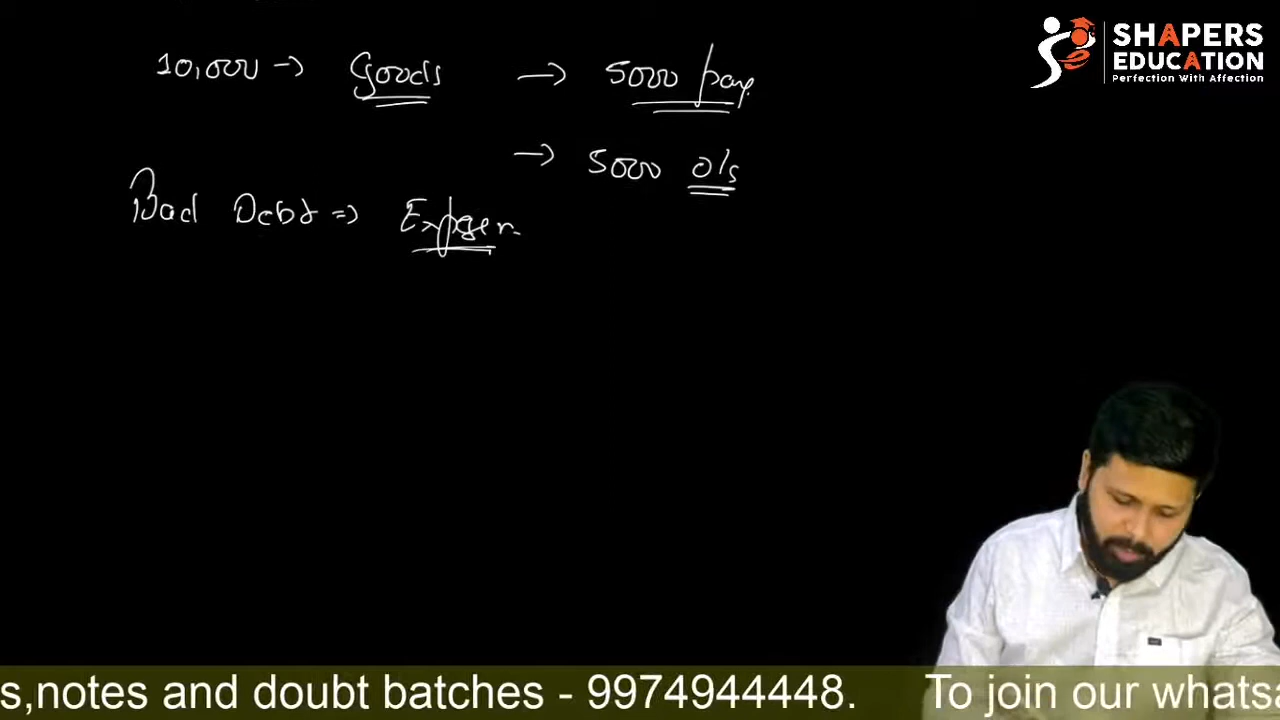 10,000 → Goods → 5000 pay.
→ 5000 o/s
Bad Debt ⇒ Expen.
SHAPERS
EDUCATION
Perfection With Affection
s,notes and doubt batches - 9974944448. To join our whatsa